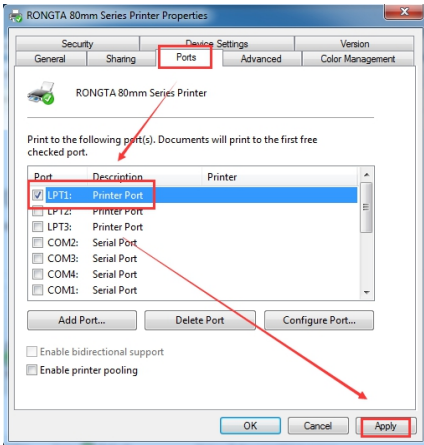 RONGTA 80mm Series Printer Properties
Security Device Settings Version
General Sharing Ports Advanced Color Management
RONGTA 80mm Series Printer
Print to the following port(s). Documents will print to the first free
checked port.
Port Description Printer
LPT1: Printer Port
LPT2: Printer Port
LPT3: Printer Port
COM2: Serial Port
COM3: Serial Port
COM4: Serial Port
COM1: Serial Port
Add Port... Delete Port Configure Port...
Enable bidirectional support
Enable printer pooling
OK Cancel Apply